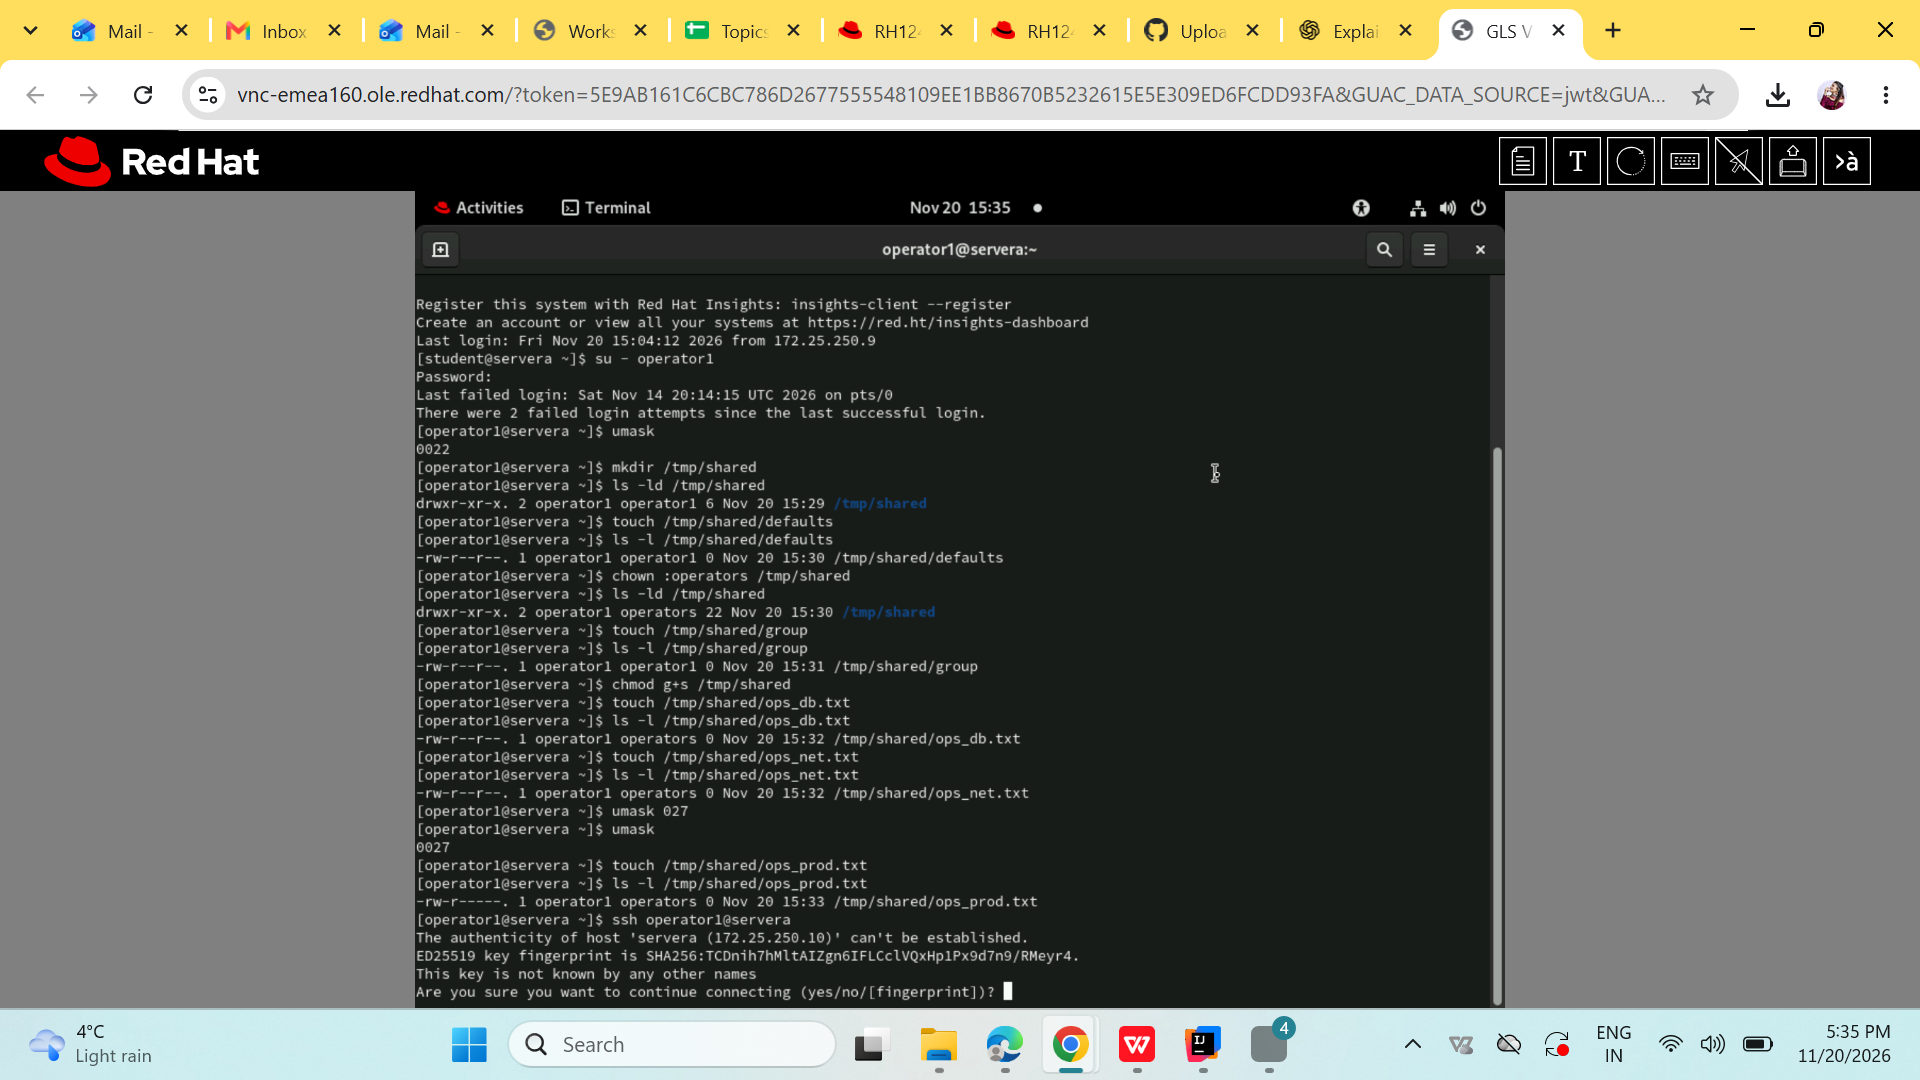 Mail -
Inbox
Mail -
Works
Topics
RH124
RH124
Uploa
Explai
GLS V
vnc-emea160.ole.redhat.com/?token=5E9AB161C6CBC786D2677555548109EE1BB8670B5232615E5E309ED6FCDD93FA&GUAC_DATA_SOURCE=jwt&GUA...
Red Hat
T
>à
Activities
Terminal
Nov 20 15:35
operator1@servera:~
Register this system with Red Hat Insights: insights-client --register
Create an account or view all your systems at https://red.ht/insights-dashboard
Last login: Fri Nov 20 15:04:12 2026 from 172.25.250.9
[student@servera ~]$ su - operator1
Password:
Last failed login: Sat Nov 14 20:14:15 UTC 2026 on pts/0
There were 2 failed login attempts since the last successful login.
[operator1@servera ~]$ umask
0022
[operator1@servera ~]$ mkdir /tmp/shared
[operator1@servera ~]$ ls -ld /tmp/shared
drwxr-xr-x. 2 operator1 operator1 6 Nov 20 15:29 /tmp/shared
[operator1@servera ~]$ touch /tmp/shared/defaults
[operator1@servera ~]$ ls -l /tmp/shared/defaults
-rw-r--r--. 1 operator1 operator1 0 Nov 20 15:30 /tmp/shared/defaults
[operator1@servera ~]$ chown :operators /tmp/shared
[operator1@servera ~]$ ls -ld /tmp/shared
drwxr-xr-x. 2 operator1 operators 22 Nov 20 15:30 /tmp/shared
[operator1@servera ~]$ touch /tmp/shared/group
[operator1@servera ~]$ ls -l /tmp/shared/group
-rw-r--r--. 1 operator1 operator1 0 Nov 20 15:31 /tmp/shared/group
[operator1@servera ~]$ chmod g+s /tmp/shared
[operator1@servera ~]$ touch /tmp/shared/ops_db.txt
[operator1@servera ~]$ ls -l /tmp/shared/ops_db.txt
-rw-r--r--. 1 operator1 operators 0 Nov 20 15:32 /tmp/shared/ops_db.txt
[operator1@servera ~]$ touch /tmp/shared/ops_net.txt
[operator1@servera ~]$ ls -l /tmp/shared/ops_net.txt
-rw-r--r--. 1 operator1 operators 0 Nov 20 15:32 /tmp/shared/ops_net.txt
[operator1@servera ~]$ umask 027
[operator1@servera ~]$ umask
0027
[operator1@servera ~]$ touch /tmp/shared/ops_prod.txt
[operator1@servera ~]$ ls -l /tmp/shared/ops_prod.txt
-rw-r-----. 1 operator1 operators 0 Nov 20 15:33 /tmp/shared/ops_prod.txt
[operator1@servera ~]$ ssh operator1@servera
The authenticity of host 'servera (172.25.250.10)' can't be established.
ED25519 key fingerprint is SHA256:TCDnih7hMltAIZgn6IFLCclVQxHp1Px9d7n9/RMeyr4.
This key is not known by any other names
Are you sure you want to continue connecting (yes/no/[fingerprint])?
4°C
Light rain
Search
4
ENG
IN
5:35 PM
11/20/2026